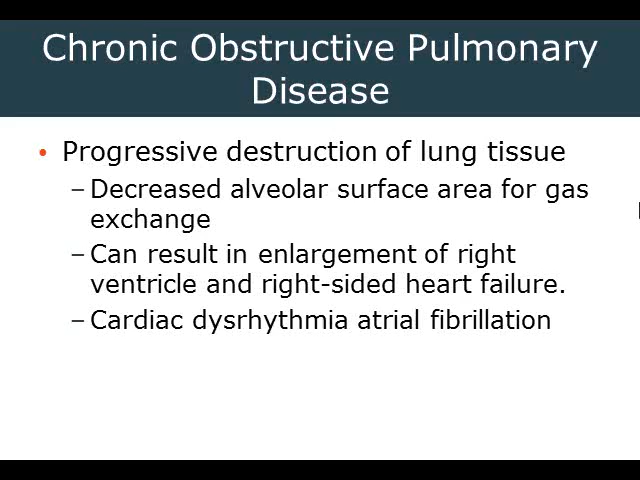 Chronic Obstructive Pulmonary
Disease
• Progressive destruction of lung tissue
– Decreased alveolar surface area for gas
exchange
– Can result in enlargement of right
ventricle and right-sided heart failure.
– Cardiac dysrhythmia atrial fibrillation